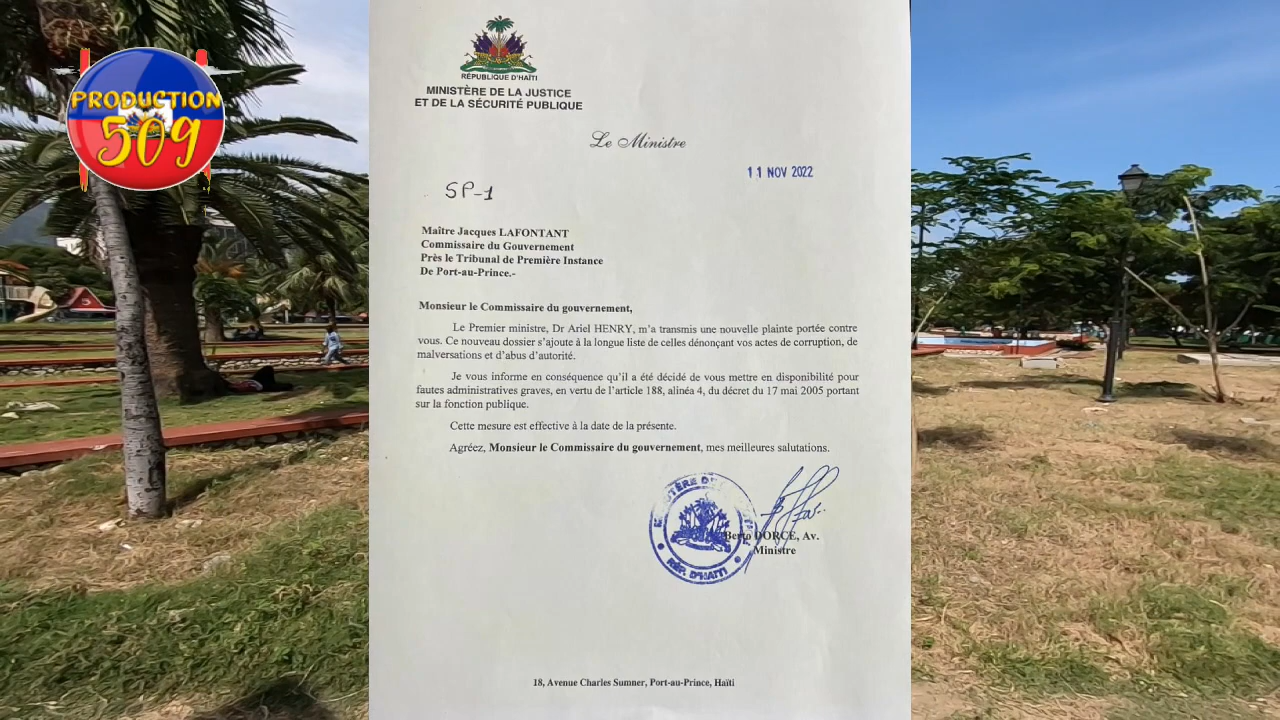 PRODUCTION
509
RÉPUBLIQUE D'HAÏTI
MINISTÈRE DE LA JUSTICE
ET DE LA SÉCURITÉ PUBLIQUE
Le Ministre
11 NOV 2022
SP-1
Maître Jacques LAFONTANT
Commissaire du Gouvernement
Près le Tribunal de Première Instance
De Port-au-Prince.-
Monsieur le Commissaire du gouvernement,
Le Premier ministre, Dr Ariel HENRY, m'a transmis une nouvelle plainte portée contre
vous. Ce nouveau dossier s'ajoute à la longue liste de celles dénonçant vos actes de corruption, de
malversations et d'abus d'autorité.
Je vous informe en conséquence qu'il a été décidé de vous mettre en disponibilité pour
fautes administratives graves, en vertu de l'article 188, alinéa 4, du décret du 17 mai 2005 portant
sur la fonction publique.
Cette mesure est effective à la date de la présente.
Agréez, Monsieur le Commissaire du gouvernement, mes meilleures salutations.
RÉP. D'HAITI
Berto DORCÉ, Av.
Ministre
18, Avenue Charles Sumner, Port-au-Prince, Haïti